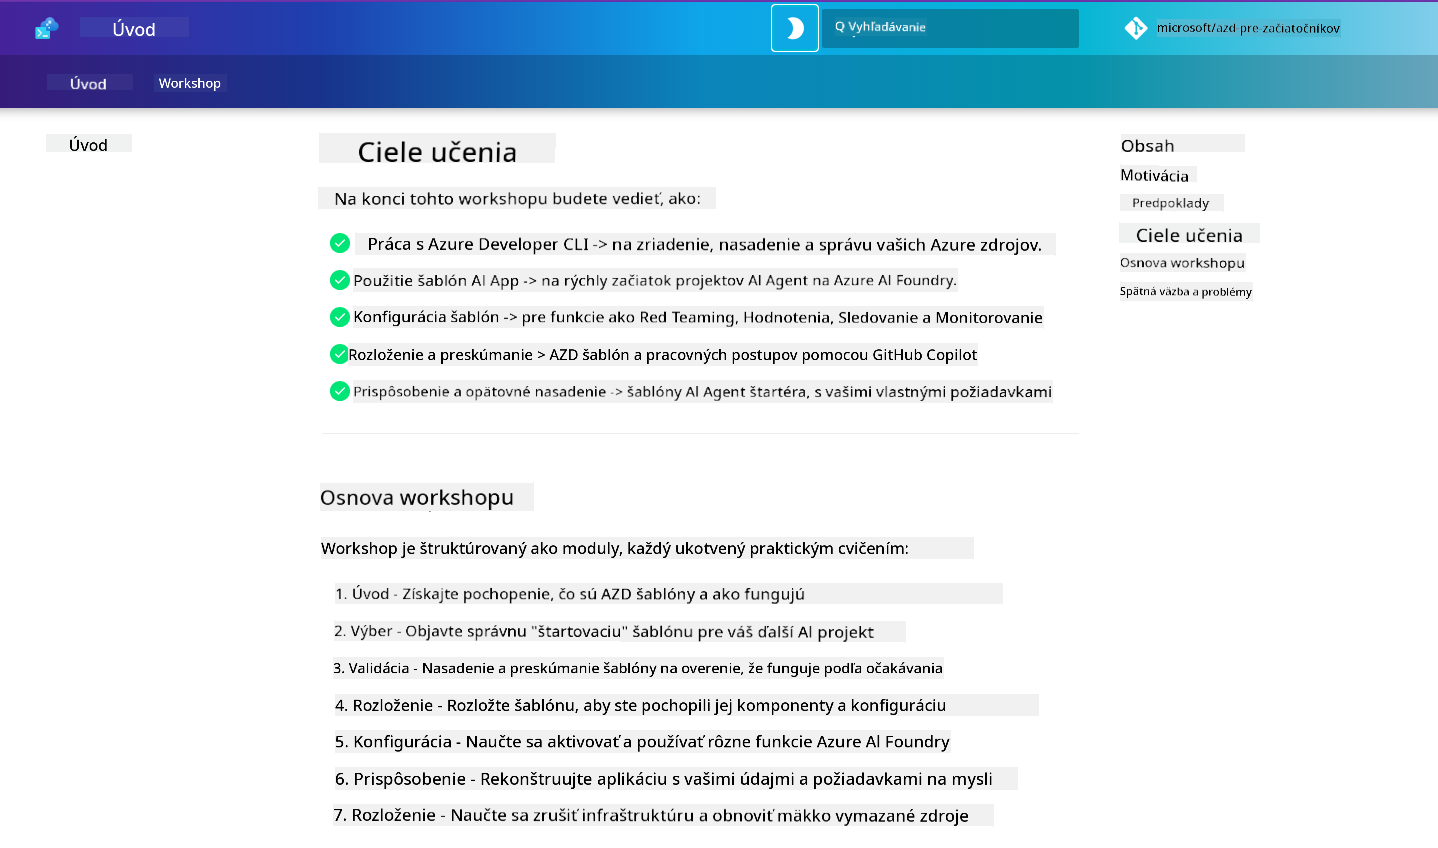 Úvod
Q Vyhľadávanie
microsoft/azd-pre-začiatočníkov
Úvod
Workshop
Úvod
Ciele učenia
Na konci tohto workshopu budete vedieť, ako:
Práca s Azure Developer CLI -> na zriadenie, nasadenie a správu vašich Azure zdrojov.
Použitie šablón AI App -> na rýchly začiatok projektov AI Agent na Azure AI Foundry.
Konfigurácia šablón -> pre funkcie ako Red Teaming, Hodnotenia, Sledovanie a Monitorovanie
Rozloženie a preskúmanie > AZD šablón a pracovných postupov pomocou GitHub Copilot
Prispôsobenie a opätovné nasadenie -> šablóny AI Agent štartéra, s vašimi vlastnými požiadavkami
Osnova workshopu
Workshop je štruktúrovaný ako moduly, každý ukotvený praktickým cvičením:
1. Úvod - Získajte pochopenie, čo sú AZD šablóny a ako fungujú
2. Výber - Objavte správnu "štartovaciu" šablónu pre váš ďalší AI projekt
3. Validácia - Nasadenie a preskúmanie šablóny na overenie, že funguje podľa očakávania
4. Rozloženie - Rozložte šablónu, aby ste pochopili jej komponenty a konfiguráciu
5. Konfigurácia - Naučte sa aktivovať a používať rôzne funkcie Azure AI Foundry
6. Prispôsobenie - Rekonštruujte aplikáciu s vašimi údajmi a požiadavkami na mysli
7. Rozloženie - Naučte sa zrušiť infraštruktúru a obnoviť mäkko vymazané zdroje
Obsah
Motivácia
Predpoklady
Ciele učenia
Osnova workshopu
Spätná väzba a problémy